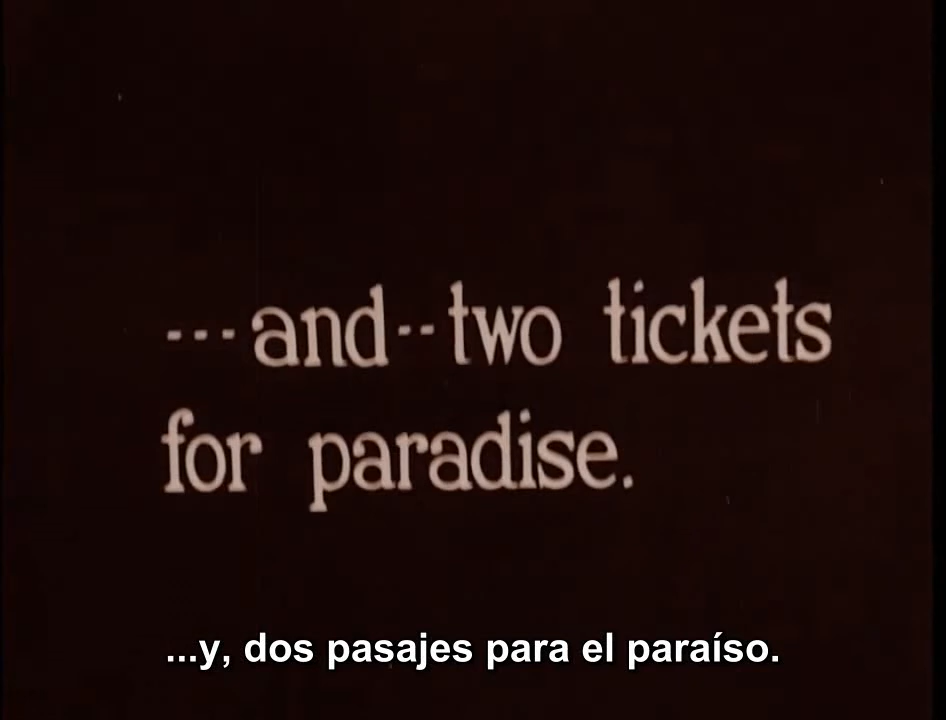 ---and--two tickets
for paradise.
...y, dos pasajes para el paraíso.